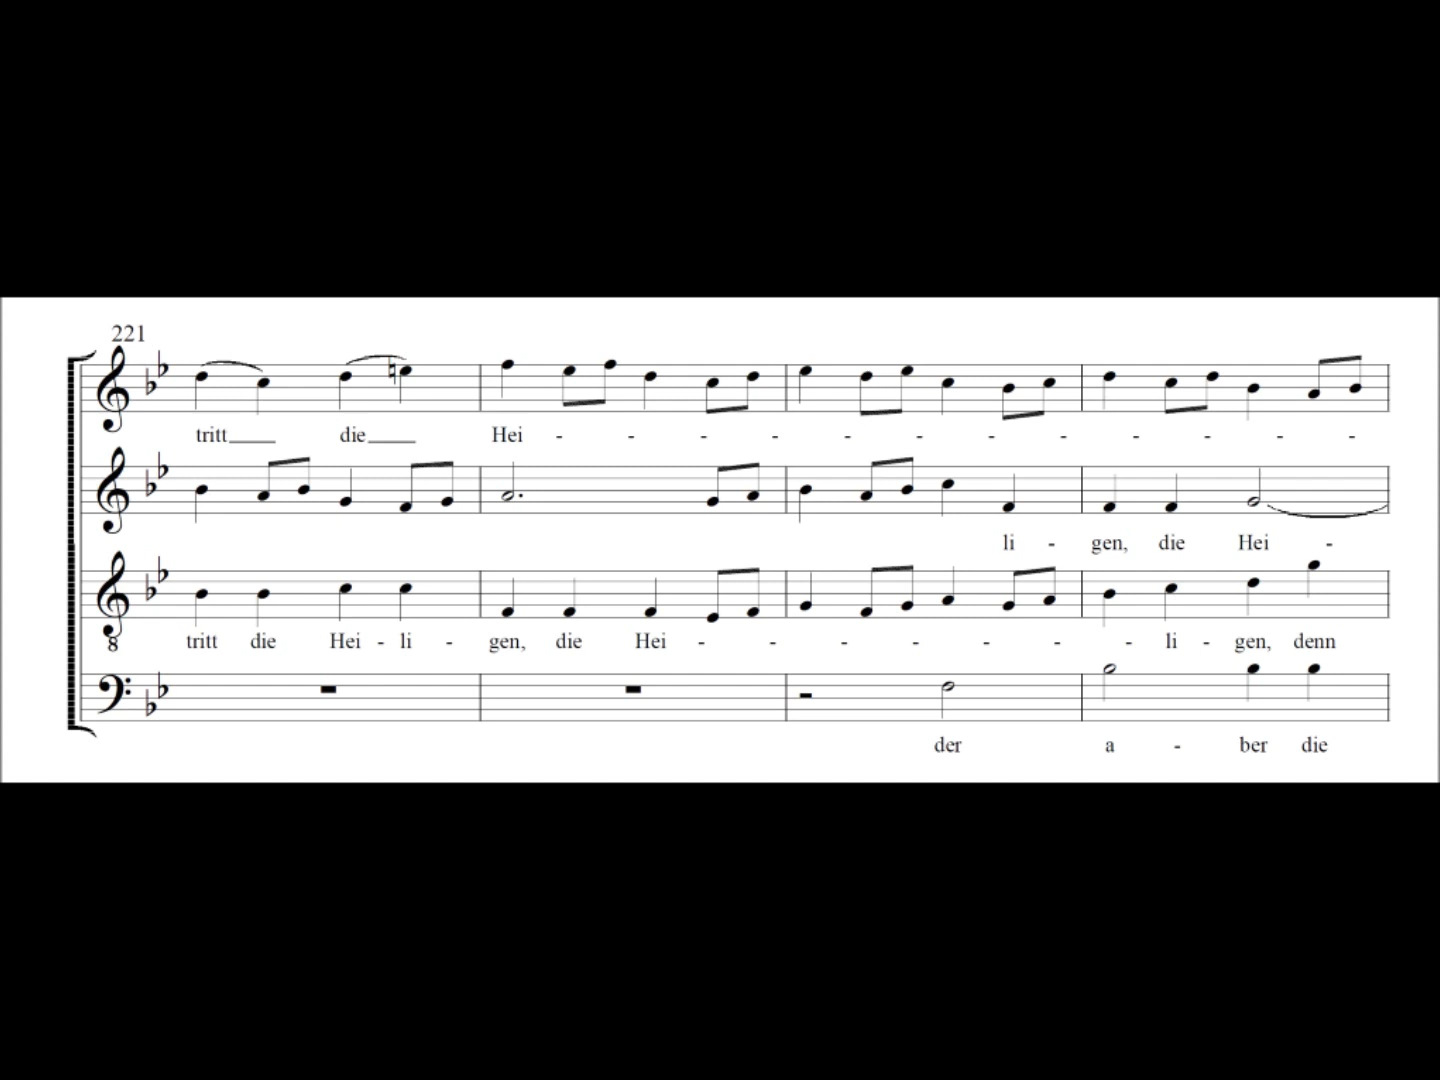 221
tritt die Hei - - - - - - - - - - - -
li - gen, die Hei -
8
tritt die Hei - li - gen, die Hei - - - - - - - li - gen, denn
der a - ber die